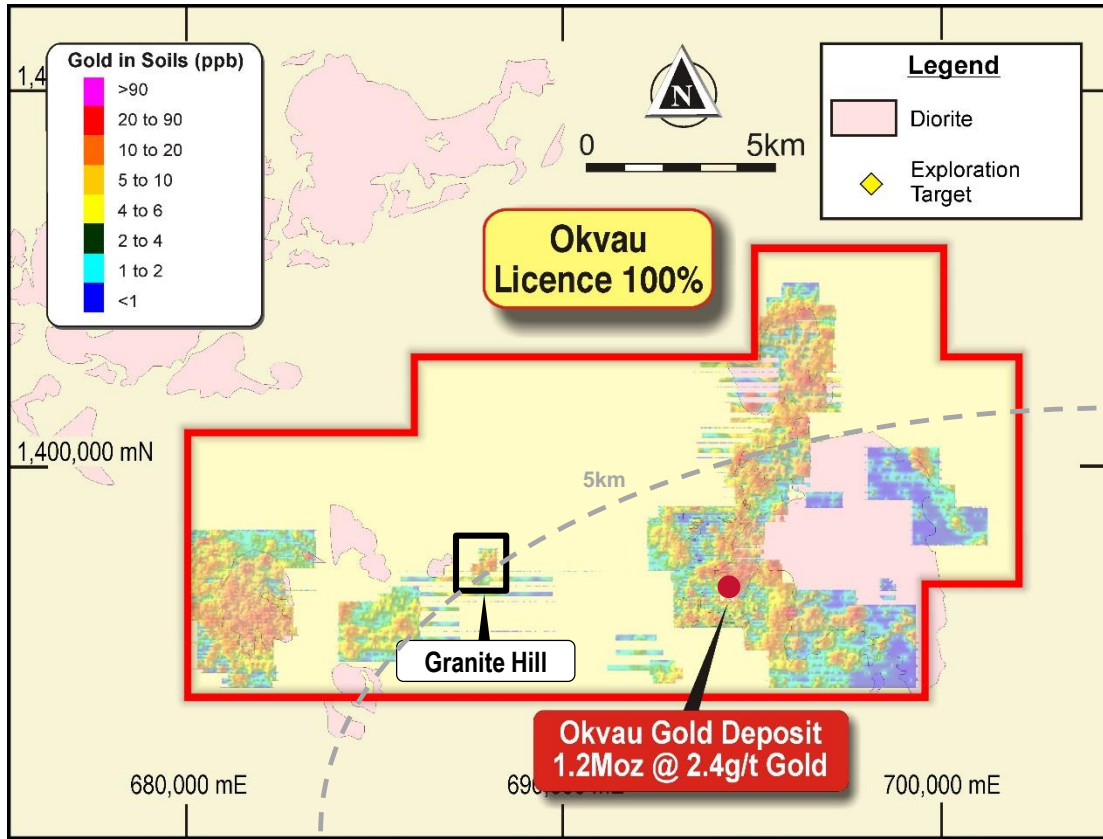 Gold in Soils (ppb)
>90
20 to 90
10 to 20
5 to 10
4 to 6
2 to 4
1 to 2
<1
N
0 5km
Legend
Diorite
Exploration
Target
Okvau
Licence 100%
1,400,000 mN
5km
Granite Hill
Okvau Gold Deposit
1.2Moz @ 2.4g/t Gold
680,000 mE
700,000 mE